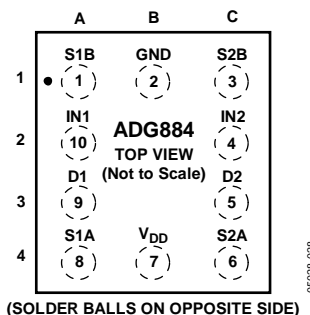 A B C
S1B GND S2B
1 1 2 3
IN1 ADG884 IN2
2 10 TOP VIEW 4
(Not to Scale)
D1 D2
3 9 5
S1A VDD S2A
4 8 7 6
(SOLDER BALLS ON OPPOSITE SIDE)